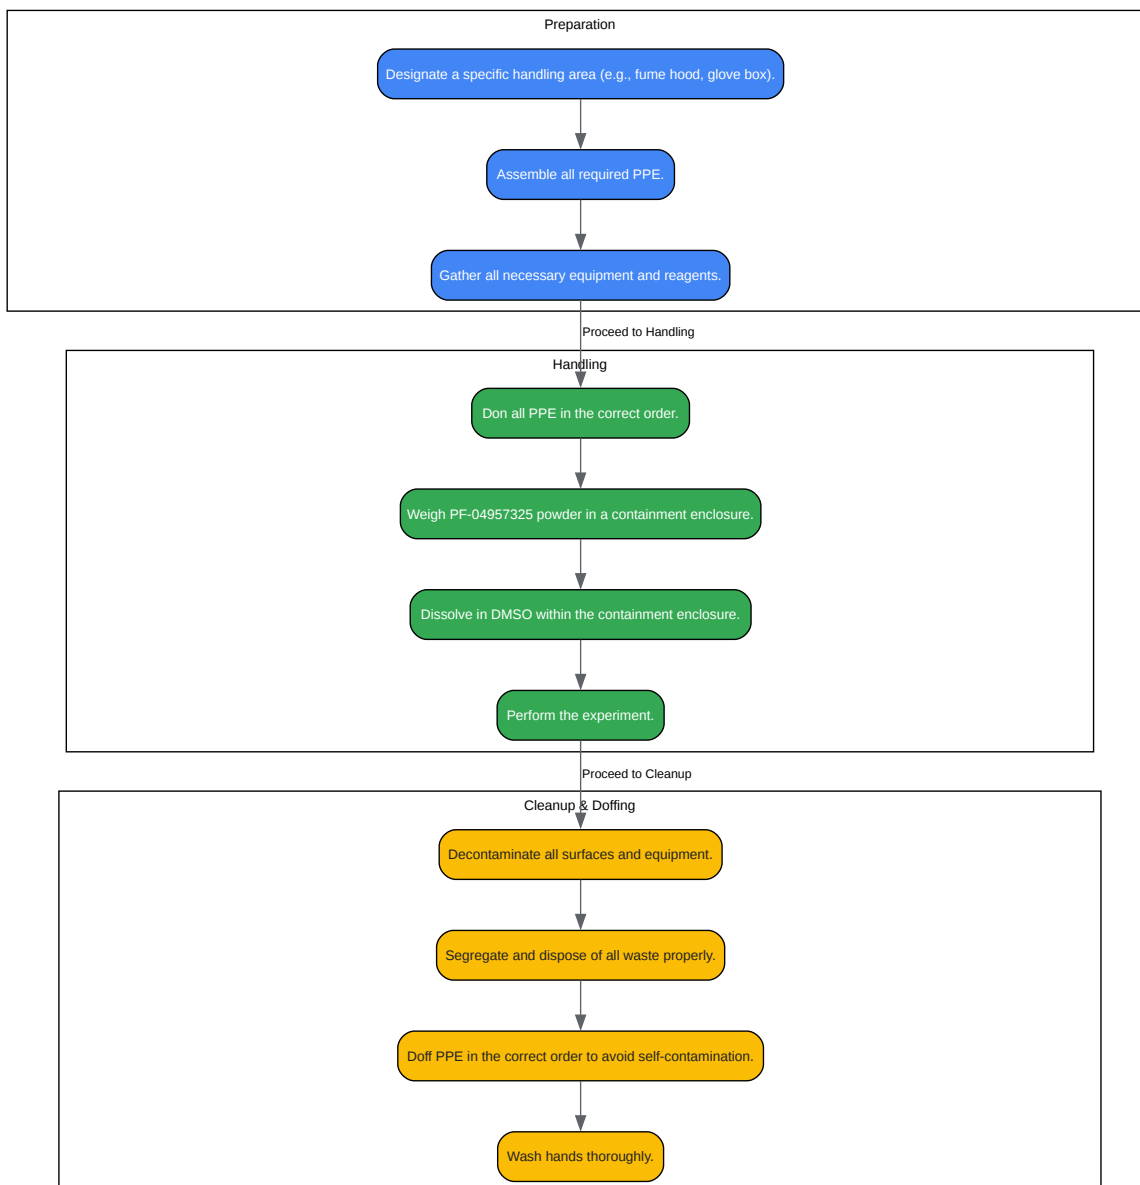 Preparation
Designate a specific handling area (e.g., fume hood, glove box).
Assemble all required PPE.
Gather all necessary equipment and reagents.
Proceed to Handling
Handling
Don all PPE in the correct order.
Weigh PF-04957325 powder in a containment enclosure.
Dissolve in DMSO within the containment enclosure.
Perform the experiment.
Proceed to Cleanup
Cleanup & Doffing
Decontaminate all surfaces and equipment.
Segregate and dispose of all waste properly.
Doff PPE in the correct order to avoid self-contamination.
Wash hands thoroughly.